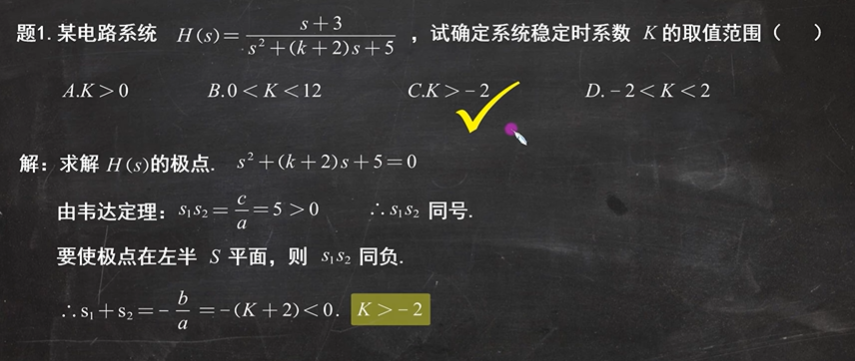 题1.某电路系统 H(s)=\frac{s+3}{s^2+(k+2)s+5}，试确定系统稳定时系数 K 的取值范围（ ）
A.K>0 B.0<K<12 C.K>-2 D.-2<K<2
解：求解 H(s)的极点. s^2+(k+2)s+5=0
由韦达定理：s_1s_2=\frac{c}{a}=5>0 ∴s_1s_2 同号.
要使极点在左半 S 平面，则 s_1s_2 同负.
∴s_1+s_2=-\frac{b}{a}=-(K+2)<0. K>-2